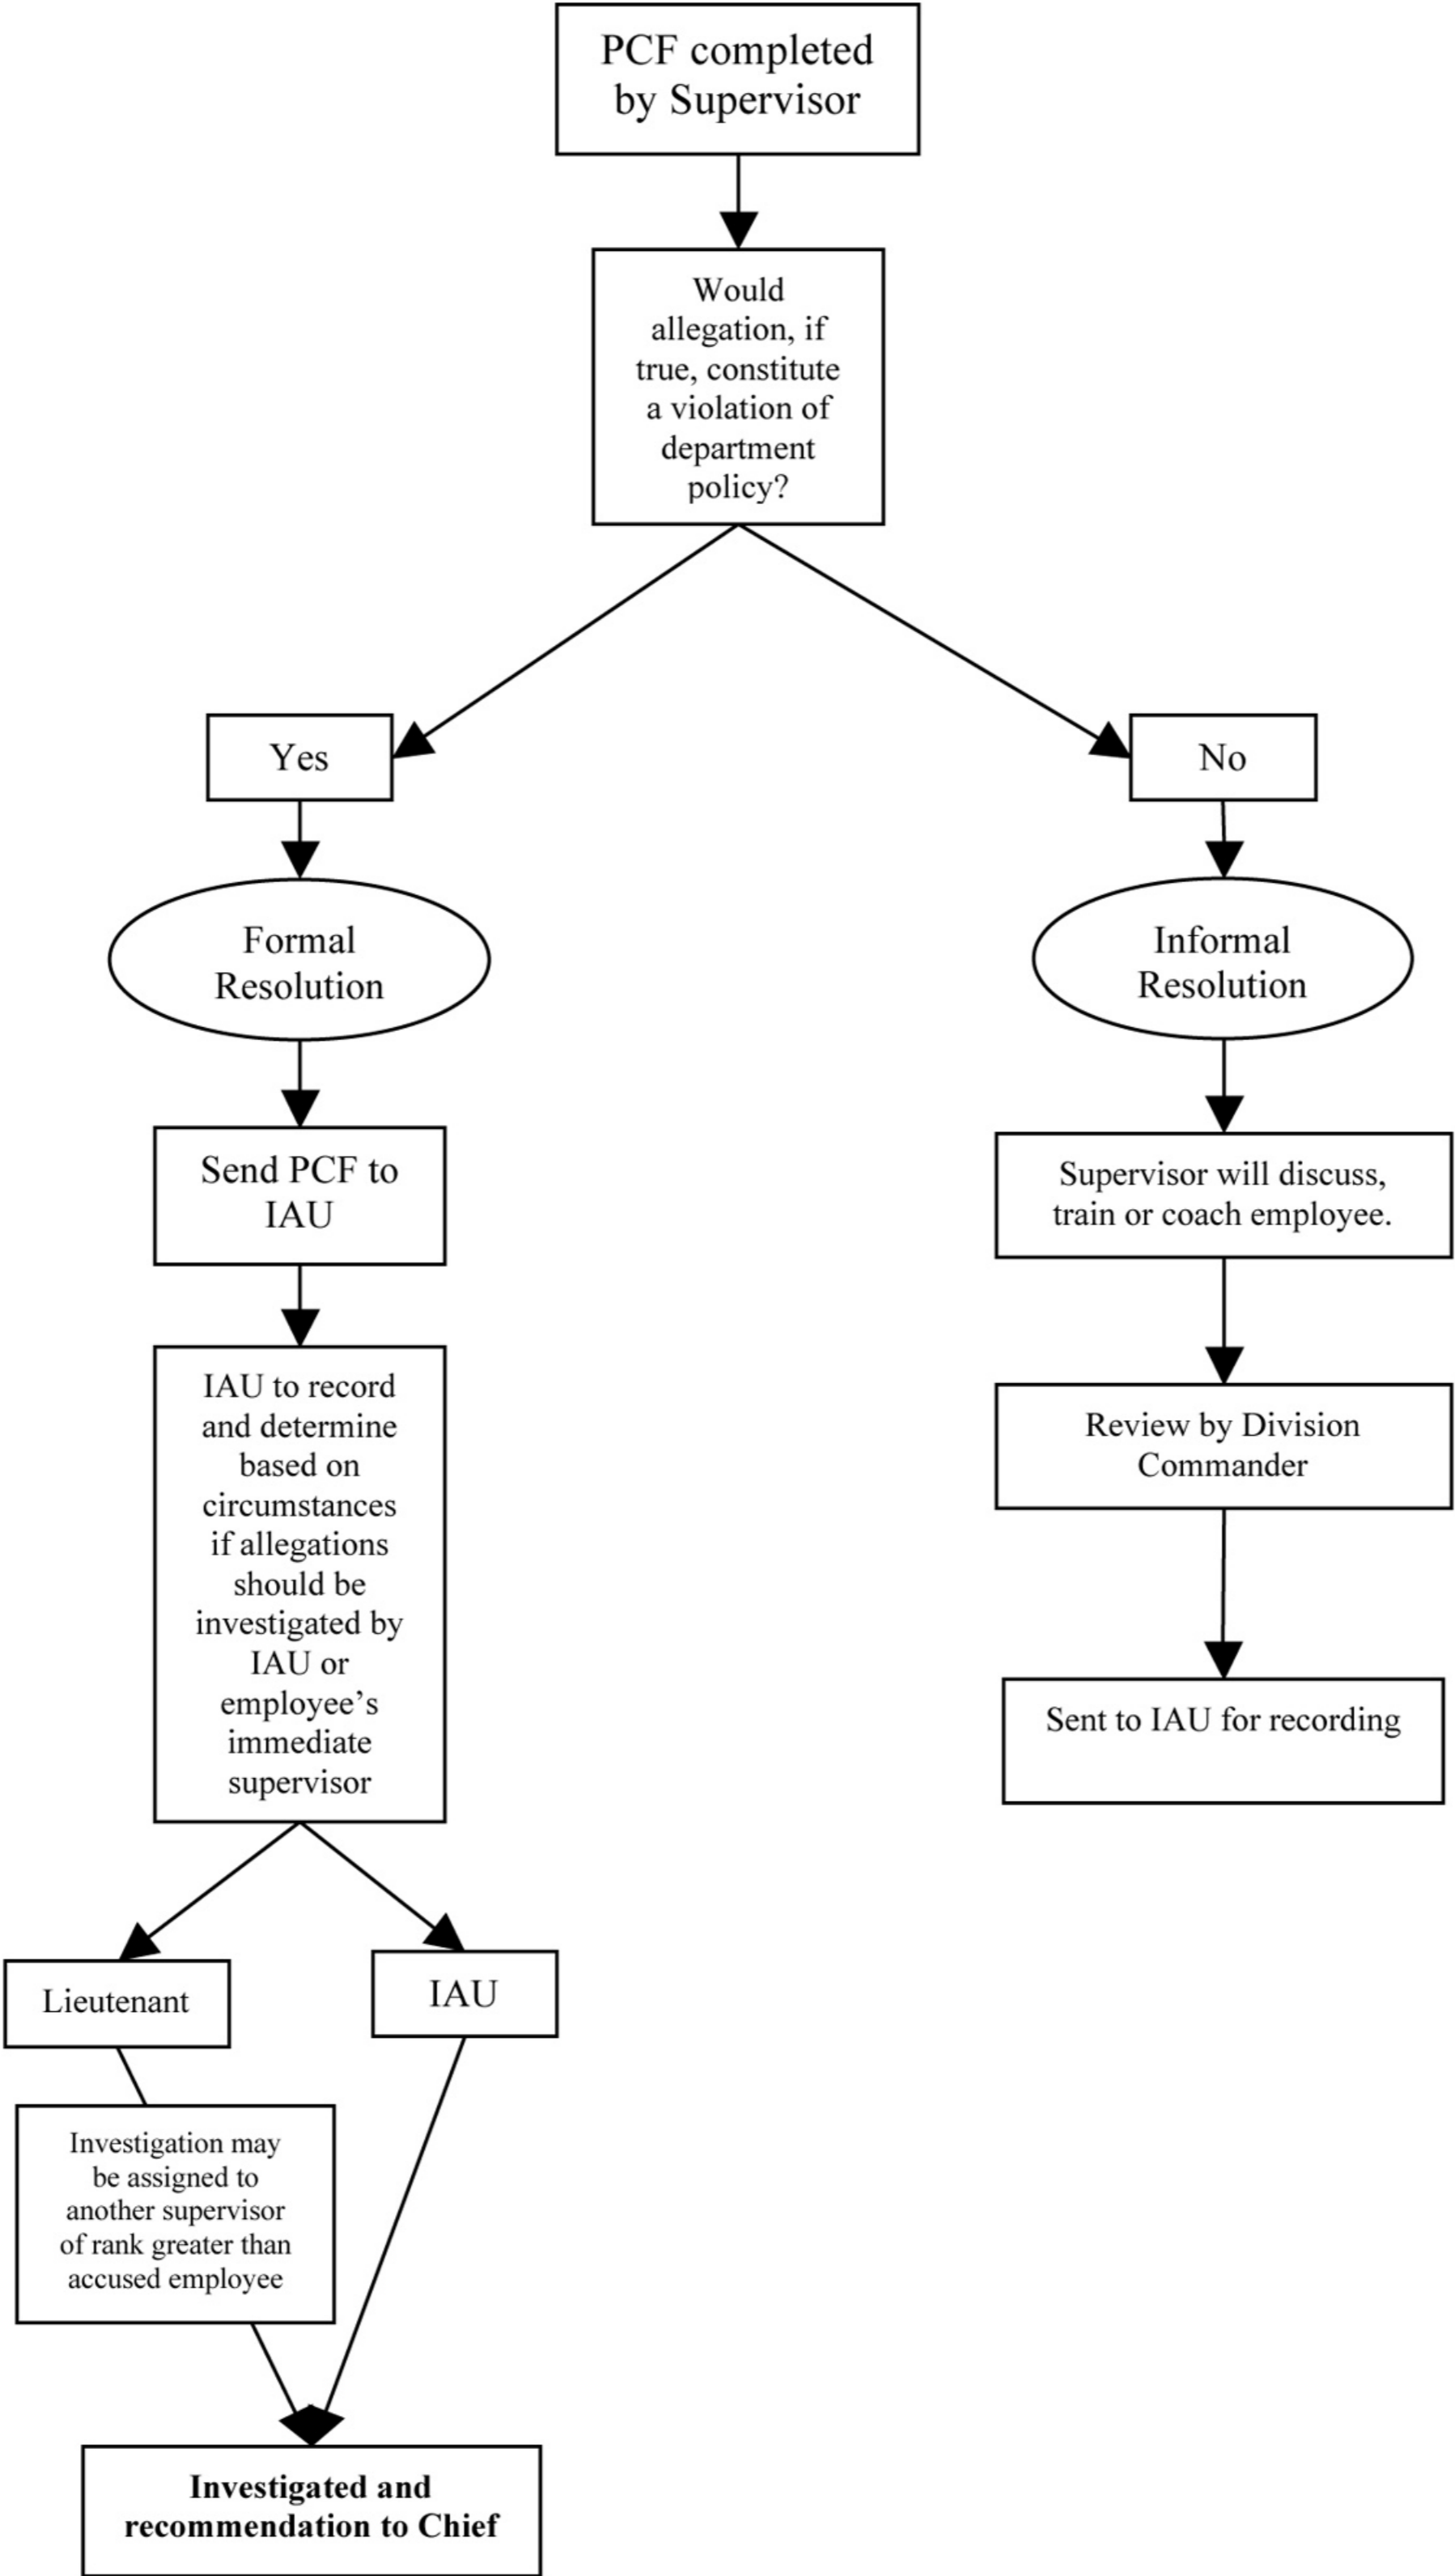 PCF completed
by Supervisor
Would
allegation, if
true, constitute
a violation of
department
policy?
Yes
No
Formal
Resolution
Informal
Resolution
Send PCF to
IAU
Supervisor will discuss,
train or coach employee.
IAU to record
and determine
based on
circumstances
if allegations
should be
investigated by
IAU or
employee’s
immediate
supervisor
Review by Division
Commander
Sent to IAU for recording
Lieutenant
IAU
Investigation may
be assigned to
another supervisor
of rank greater than
accused employee
Investigated and
recommendation to Chief